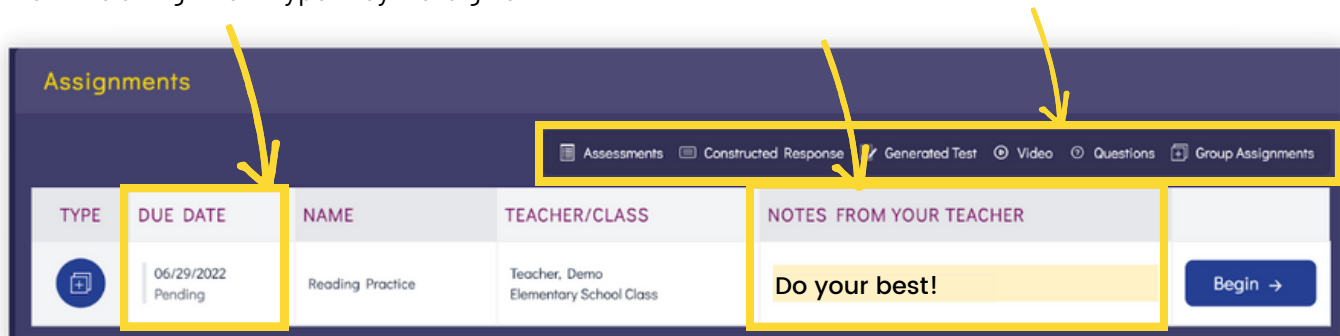 Assignments
Assessments Constructed Response Generated Test Video Questions Group Assignments
TYPE DUE DATE NAME TEACHER/CLASS NOTES FROM YOUR TEACHER
06/29/2022
Pending
Reading Practice
Teacher, Demo
Elementary School Class
Do your best!
Begin →